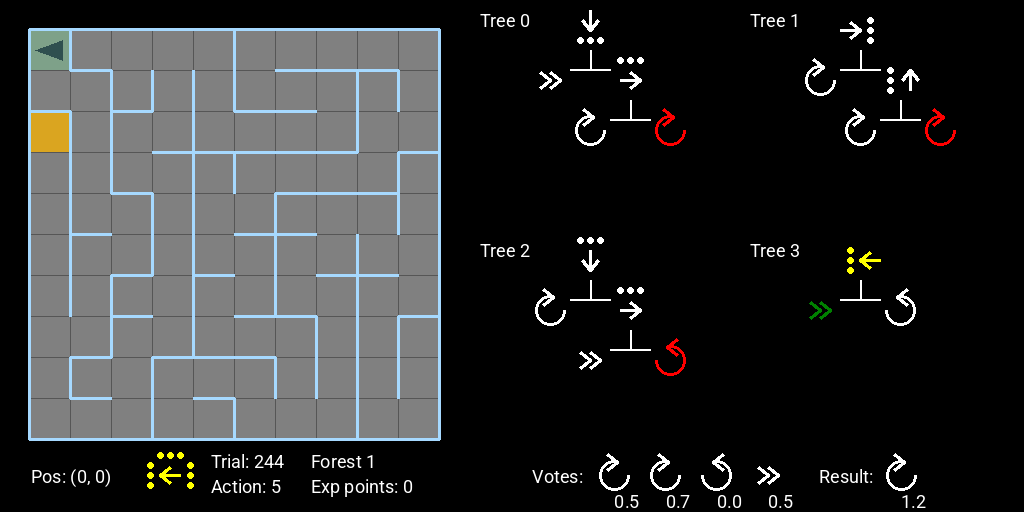 Tree 0
Tree 1
Tree 2
Tree 3
Pos: (0, 0)
Trial: 244
Forest 1
Action: 5
Exp points: 0
Votes:
0.5
0.7
0.0
0.5
Result:
1.2